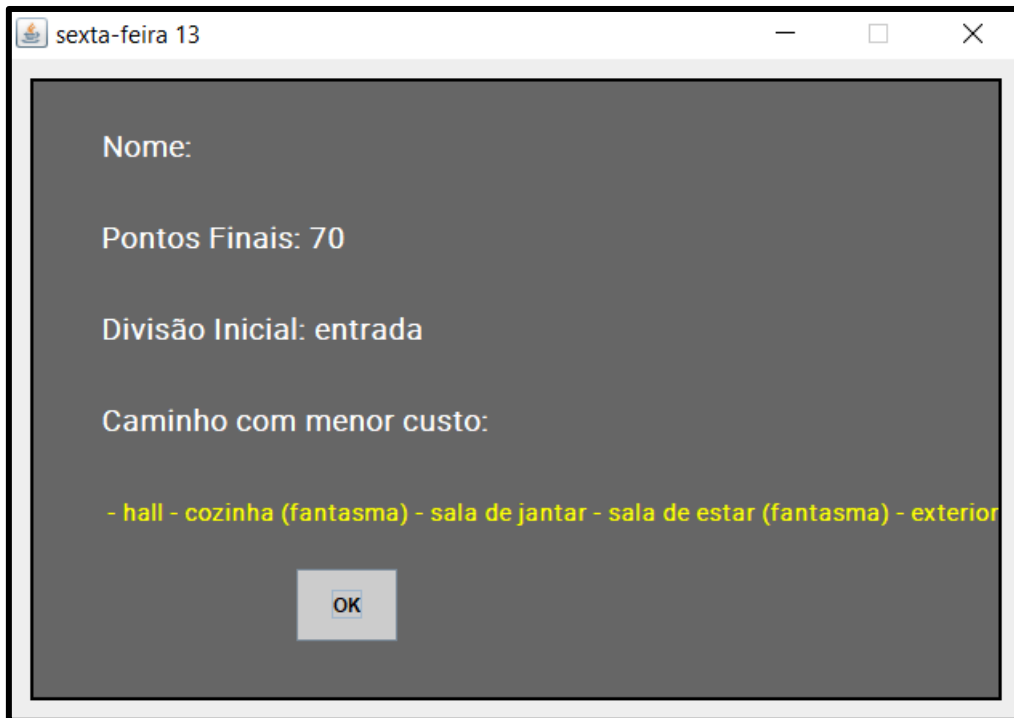 sexta-feira 13
Nome:
Pontos Finais: 70
Divisão Inicial: entrada
Caminho com menor custo:
- hall - cozinha (fantasma) - sala de jantar - sala de estar (fantasma) - exterior
OK